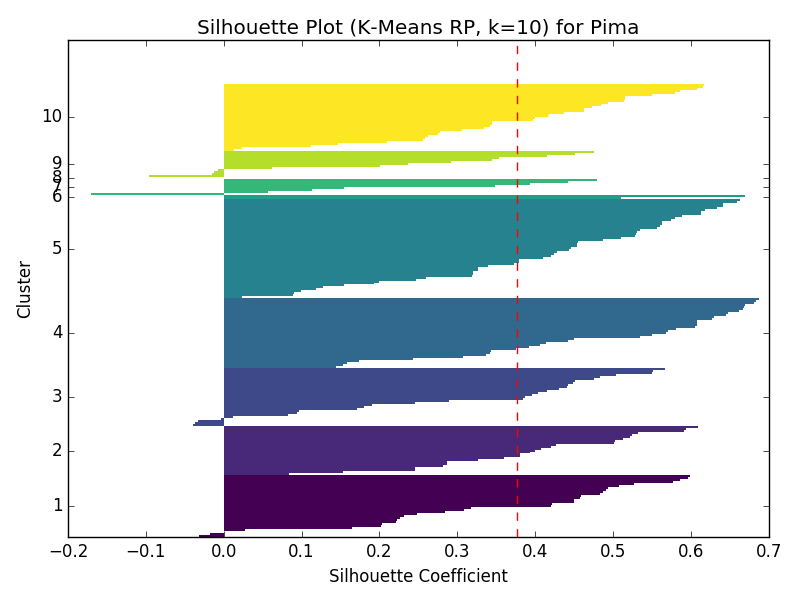 Silhouette Plot (K-Means RP, k=10) for Pima
10
9
8
7
6
5
4
3
2
1
Cluster
−0.2 −0.1 0.0 0.1 0.2 0.3 0.4 0.5 0.6 0.7
Silhouette Coefficient